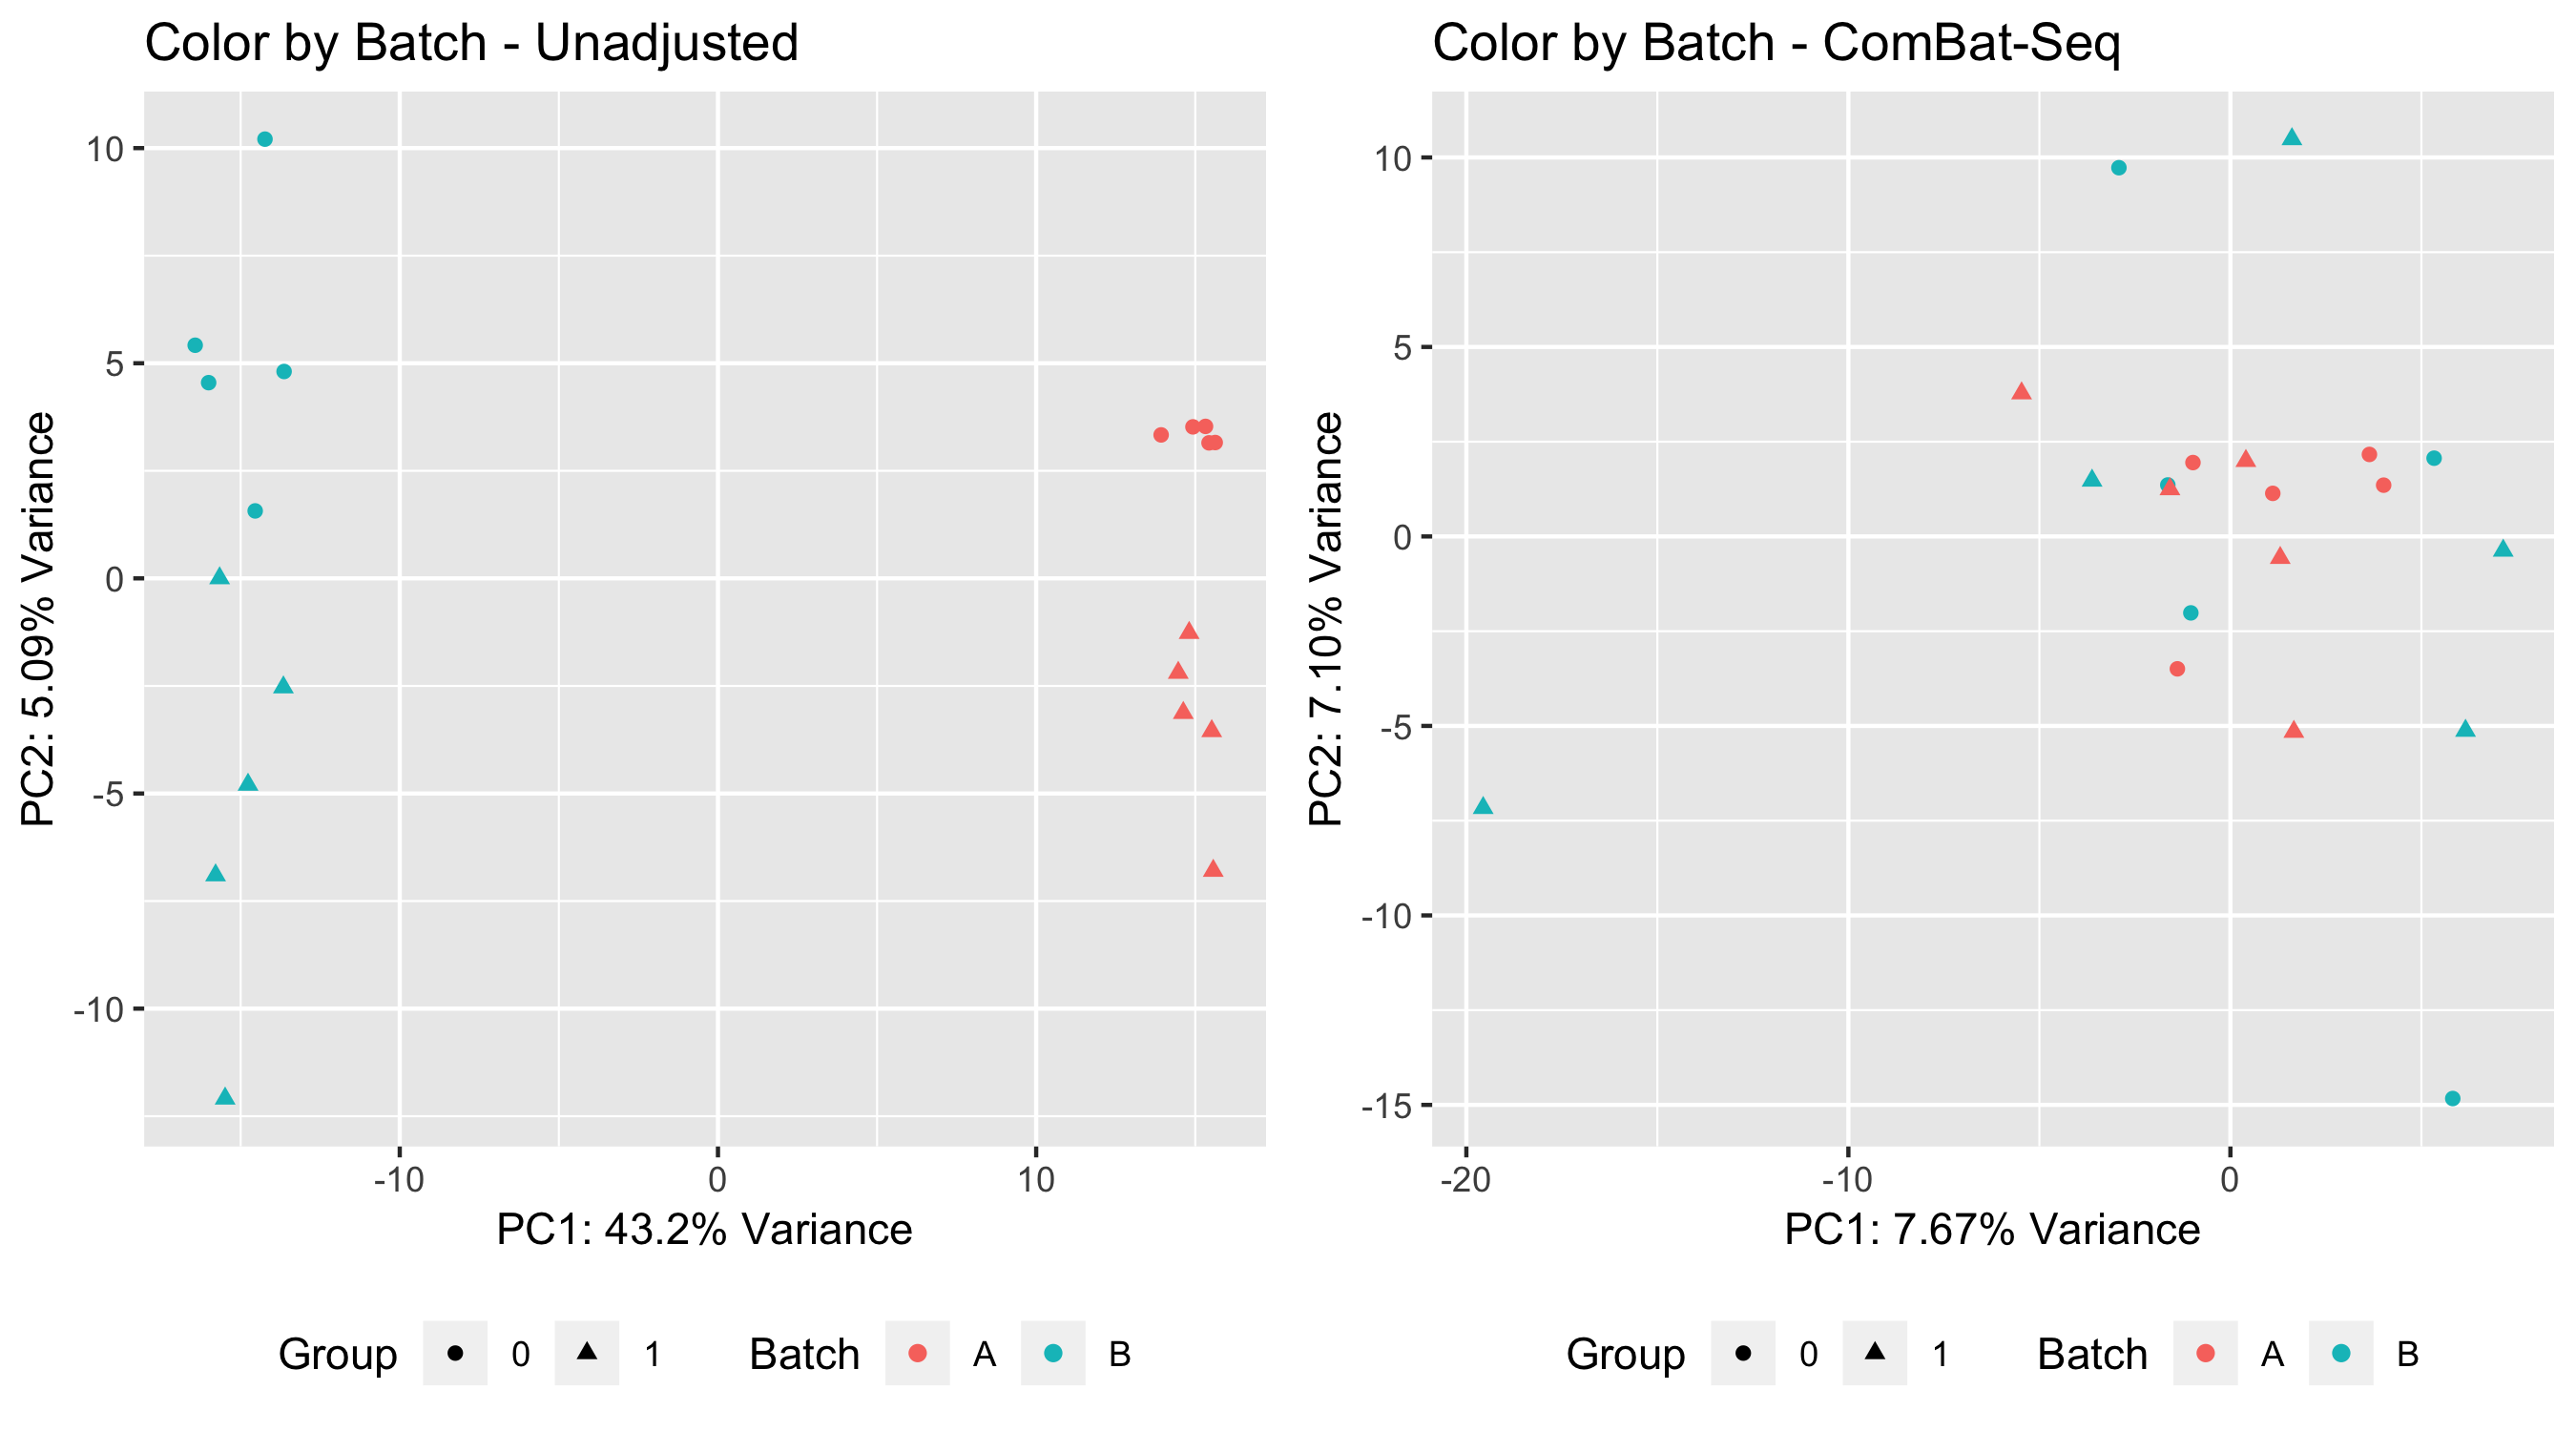 Color by Batch - Unadjusted
10
5
0
-5
-10
PC2: 5.09% Variance
-10 0 10
PC1: 43.2% Variance
Group 0 1 Batch A B
Color by Batch - ComBat-Seq
10
5
0
-5
-10
-15
PC2: 7.10% Variance
-20 -10 0
PC1: 7.67% Variance
Group 0 1 Batch A B